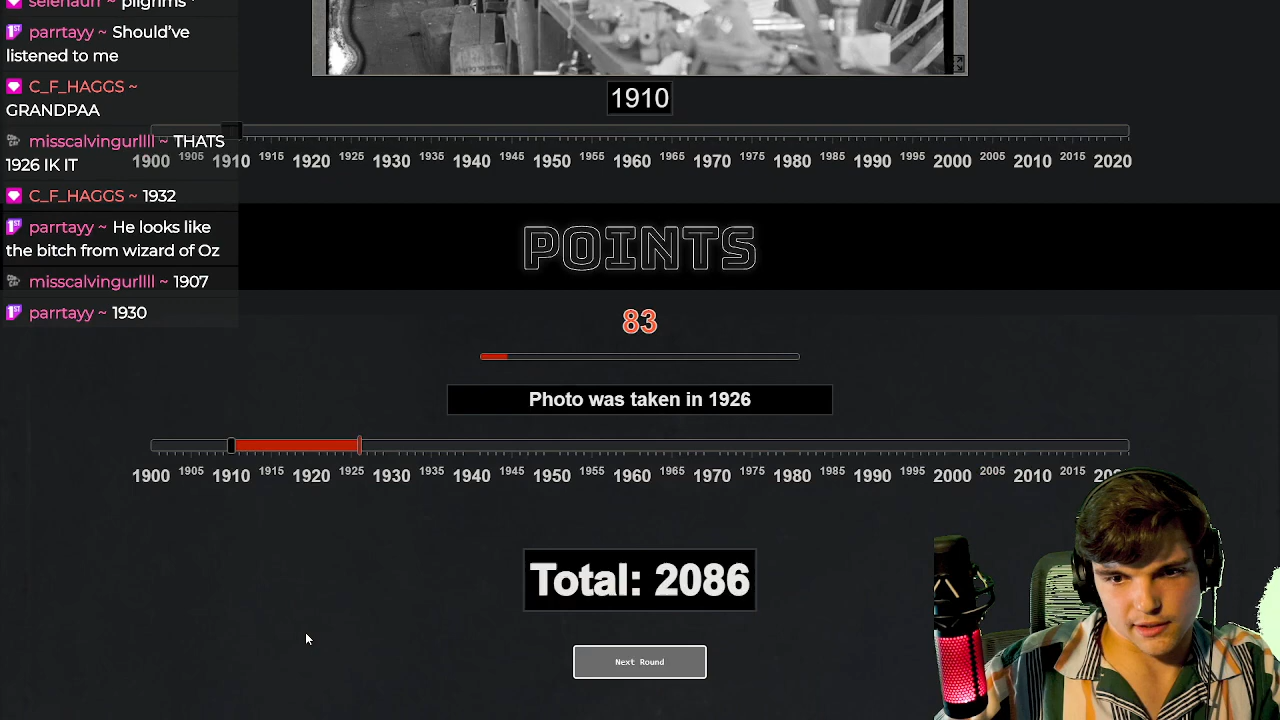 selenaurr ~ pilgrims
parrtayy ~ Should've
listened to me
C_F_HAGGS ~
GRANDPAA
misscalvingurllll ~ THATS
1926 IK IT
C_F_HAGGS ~ 1932
parrtayy ~ He looks like
the bitch from wizard of Oz
misscalvingurllll ~ 1907
parrtayy ~ 1930
1910
1900 1905 1910 1915 1920 1925 1930 1935 1940 1945 1950 1955 1960 1965 1970 1975 1980 1985 1990 1995 2000 2005 2010 2015 2020
POINTS
83
Photo was taken in 1926
1900 1905 1910 1915 1920 1925 1930 1935 1940 1945 1950 1955 1960 1965 1970 1975 1980 1985 1990 1995 2000 2005 2010 2015
Total: 2086
Next Round